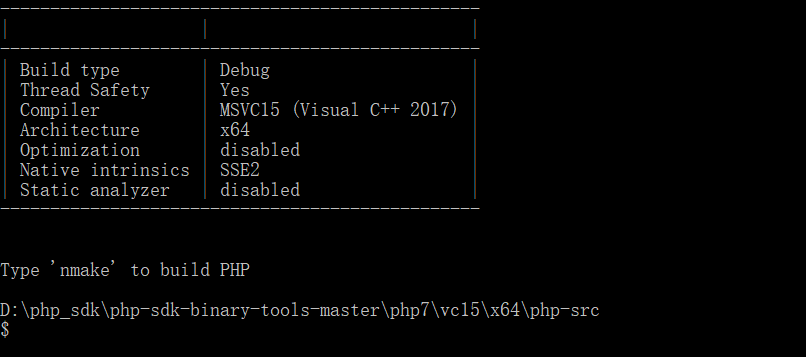 Build type Debug
Thread Safety Yes
Compiler MSVC15 (Visual C++ 2017)
Architecture x64
Optimization disabled
Native intrinsics SSE2
Static analyzer disabled
Type 'nmake' to build PHP
D:\php_sdk\php-sdk-binary-tools-master\php7\vc15\x64\php-src
$